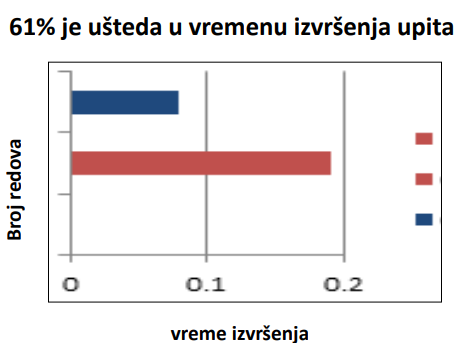 61% je ušteda u vremenu izvršenja upita
Broj redova
0 0.1 0.2
vreme izvršenja